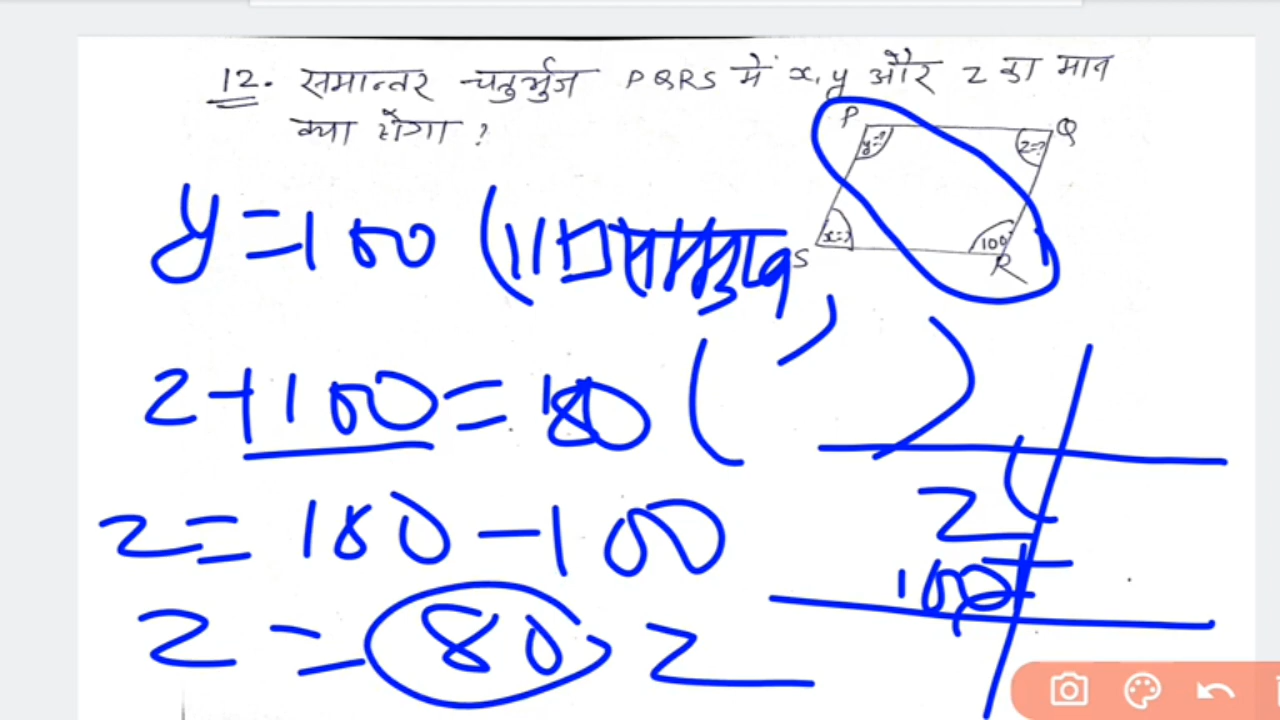 12. समान्तर चतुर्भुज PQRS में x, y और z का मान
क्या होगा ?
P
Q
y=?
z=?
x=?
100°
S
R
y=100 (
z+100=180 ( )
z=180-100
z=80
z
z
100